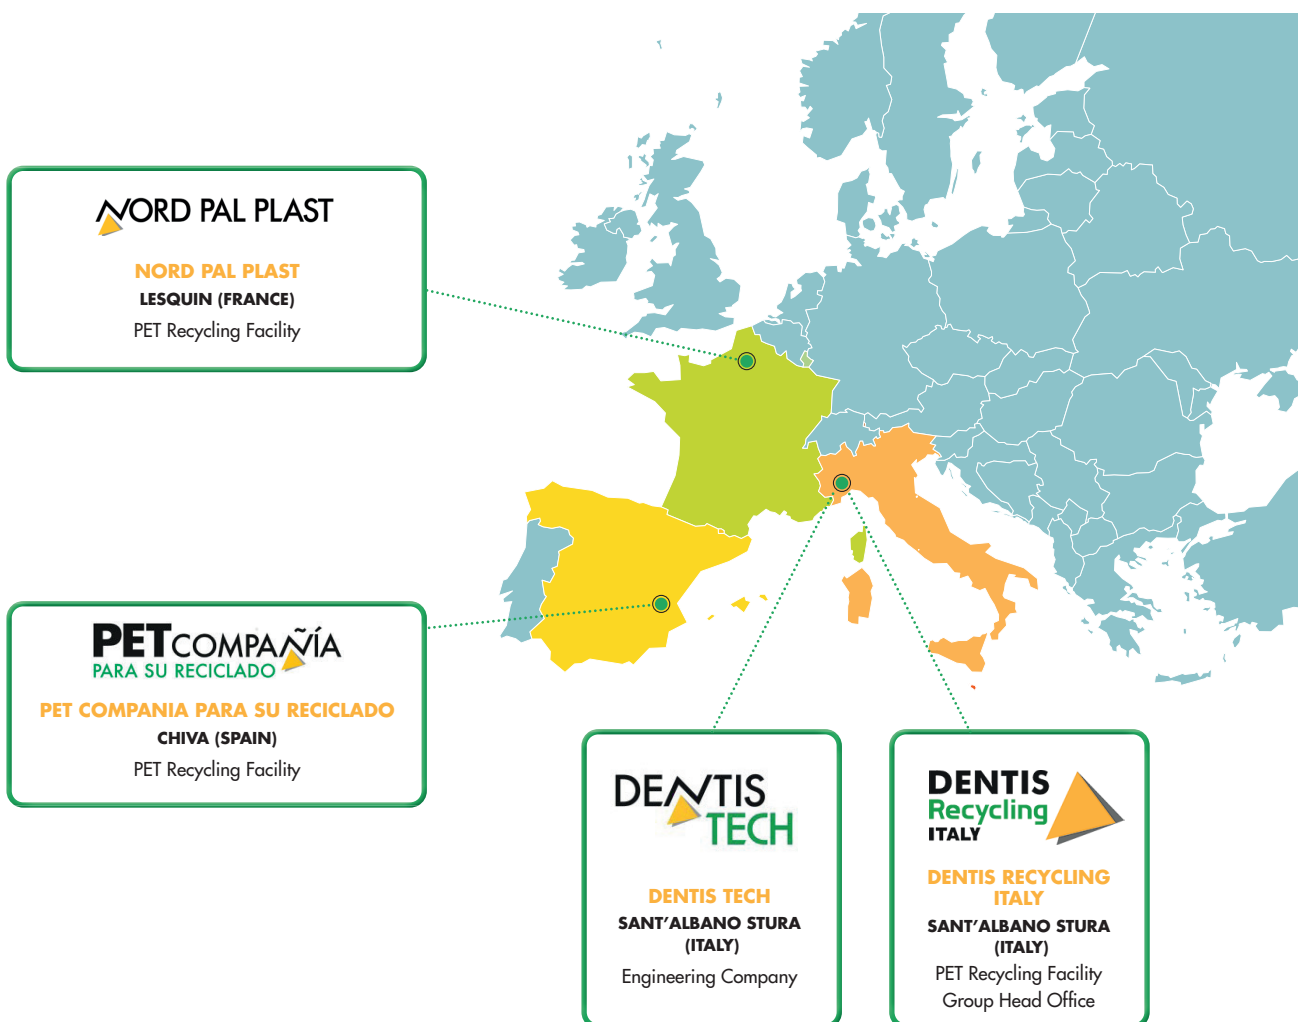 NORD PAL PLAST
NORD PAL PLAST
LESQUIN (FRANCE)
PET Recycling Facility
PET COMPAÑÍA
PARA SU RECICLADO
PET COMPANIA PARA SU RECICLADO
CHIVA (SPAIN)
PET Recycling Facility
DENTIS
TECH
DENTIS TECH
SANT’ALBANO STURA
(ITALY)
Engineering Company
DENTIS
Recycling
ITALY
DENTIS RECYCLING
ITALY
SANT’ALBANO STURA
(ITALY)
PET Recycling Facility
Group Head Office